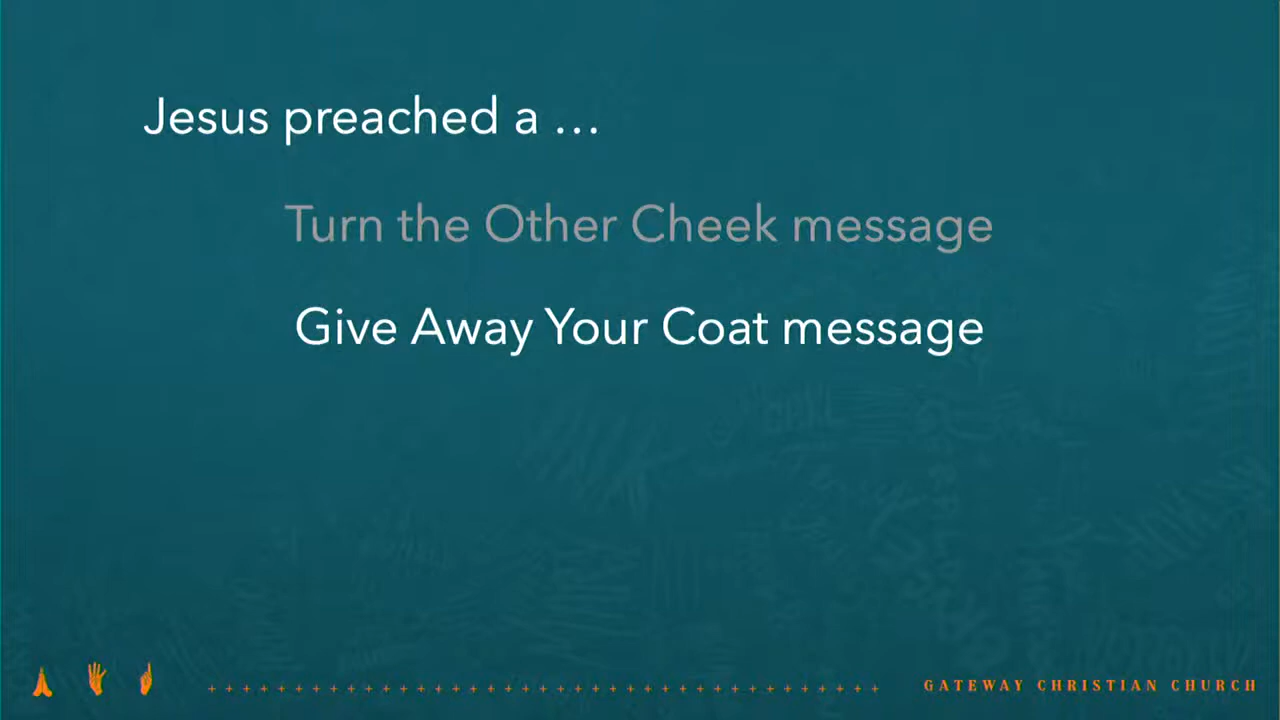 Jesus preached a ...
Turn the Other Cheek message
Give Away Your Coat message
GATEWAY CHRISTIAN CHURCH